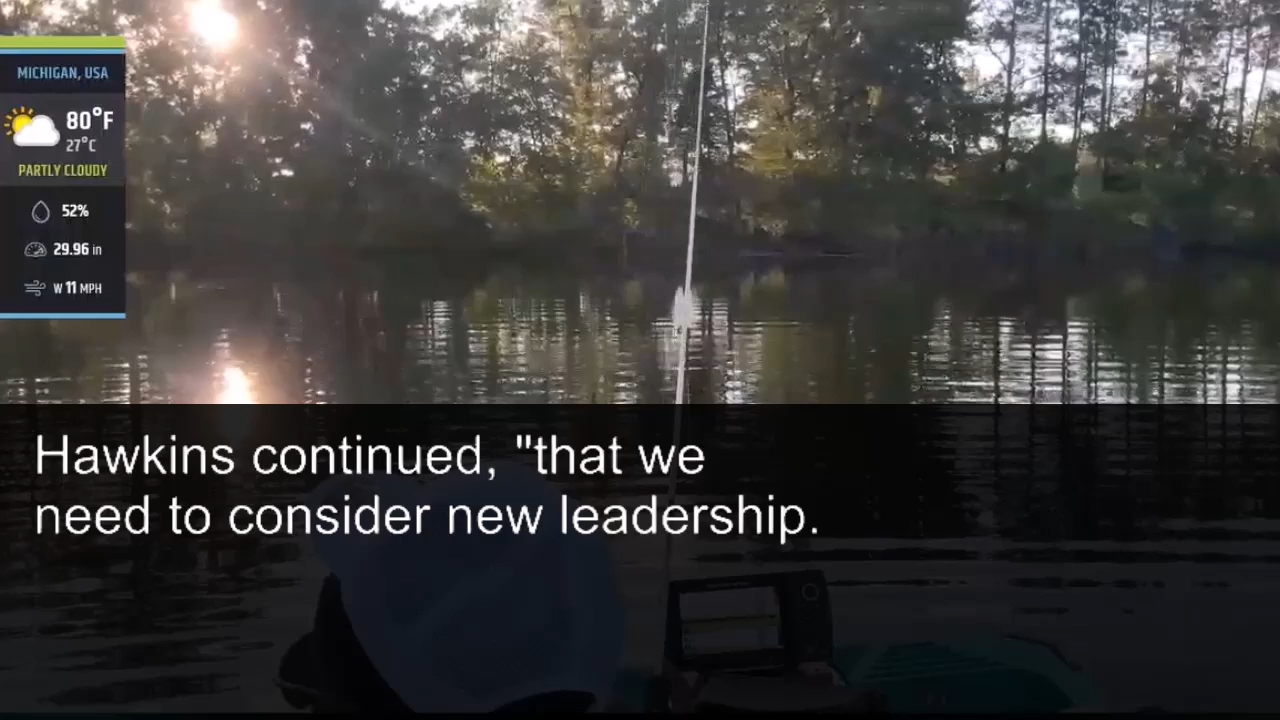 MICHIGAN, USA
80°F
27°C
PARTLY CLOUDY
52%
29.96 in
W 11 MPH
Hawkins continued, "that we
need to consider new leadership.